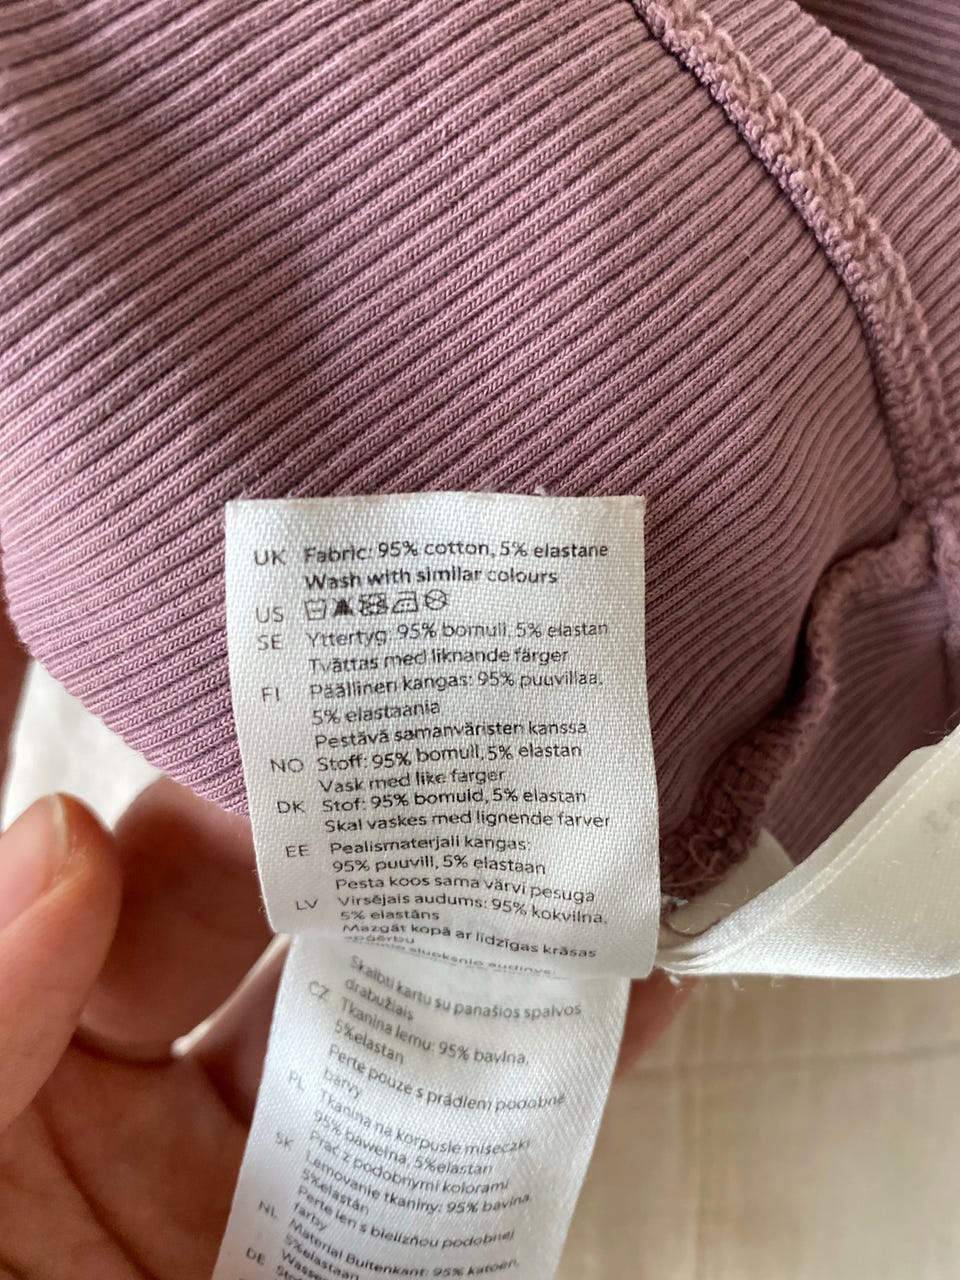 UK Fabric: 95% cotton, 5% elastane
Wash with similar colours
US
SE Yttertyg: 95% bomull, 5% elastan
Tvättas med liknande färger
FI Päällinen kangas: 95% puuvillaa,
5% elastaania
Pestävä samanväristen kanssa
NO Stoff: 95% bomull, 5% elastan
Vask med like farger
DK Stof: 95% bomuld, 5% elastan
Skal vaskes med lignende farver
EE Pealismaterjali kangas:
95% puuvill, 5% elastaan
Pesta koos sama värvi pesuga
LV Virsējais audums: 95% kokvilna,
5% elastāns
Mazgāt kopā ar līdzīgas krāsas
apģērbu
sluoksnio audinys:
Skalbti kartu su panašios spalvos
drabužiais
CZ Tkanina lemu: 95% bavlna,
5%elastan
Perte pouze s prádlem podobné
barvy
PL Tkanina na korpusie miseczki
95% bawełna, 5%elastan
Prać z podobnymi kolorami
SK Lemovanie tkaniny: 95% bavlna,
5%elastán
Perte len s bielizňou podobnej
farby
NL Material Buitenkant: 95% katoen,
5%elastaan
DE